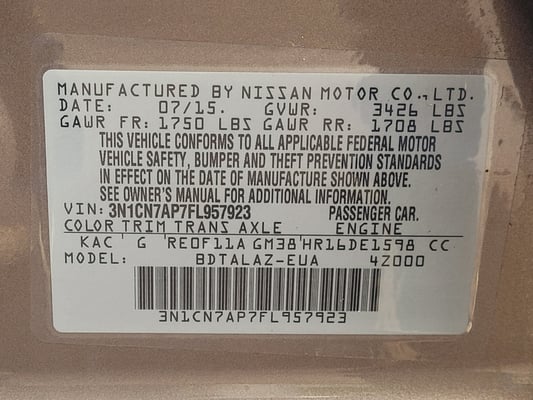 MANUFACTURED BY NISSAN MOTOR CO.,LTD.
DATE: 07/15. GVWR: 3426 LBS
GAWR FR: 1750 LBS GAWR RR: 1708 LBS
THIS VEHICLE CONFORMS TO ALL APPLICABLE FEDERAL MOTOR
VEHICLE SAFETY, BUMPER AND THEFT PREVENTION STANDARDS
IN EFFECT ON THE DATE OF MANUFACTURE SHOWN ABOVE.
SEE OWNER'S MANUAL FOR ADDITIONAL INFORMATION.
VIN: 3N1CN7AP7FL957923 PASSENGER CAR.
COLOR TRIM TRANS AXLE ENGINE
KAC ' G 'RE0F11A GM38'HR16DE1598 CC
MODEL: BDTALAZ-EUA 4Z000
3N1CN7AP7FL957923